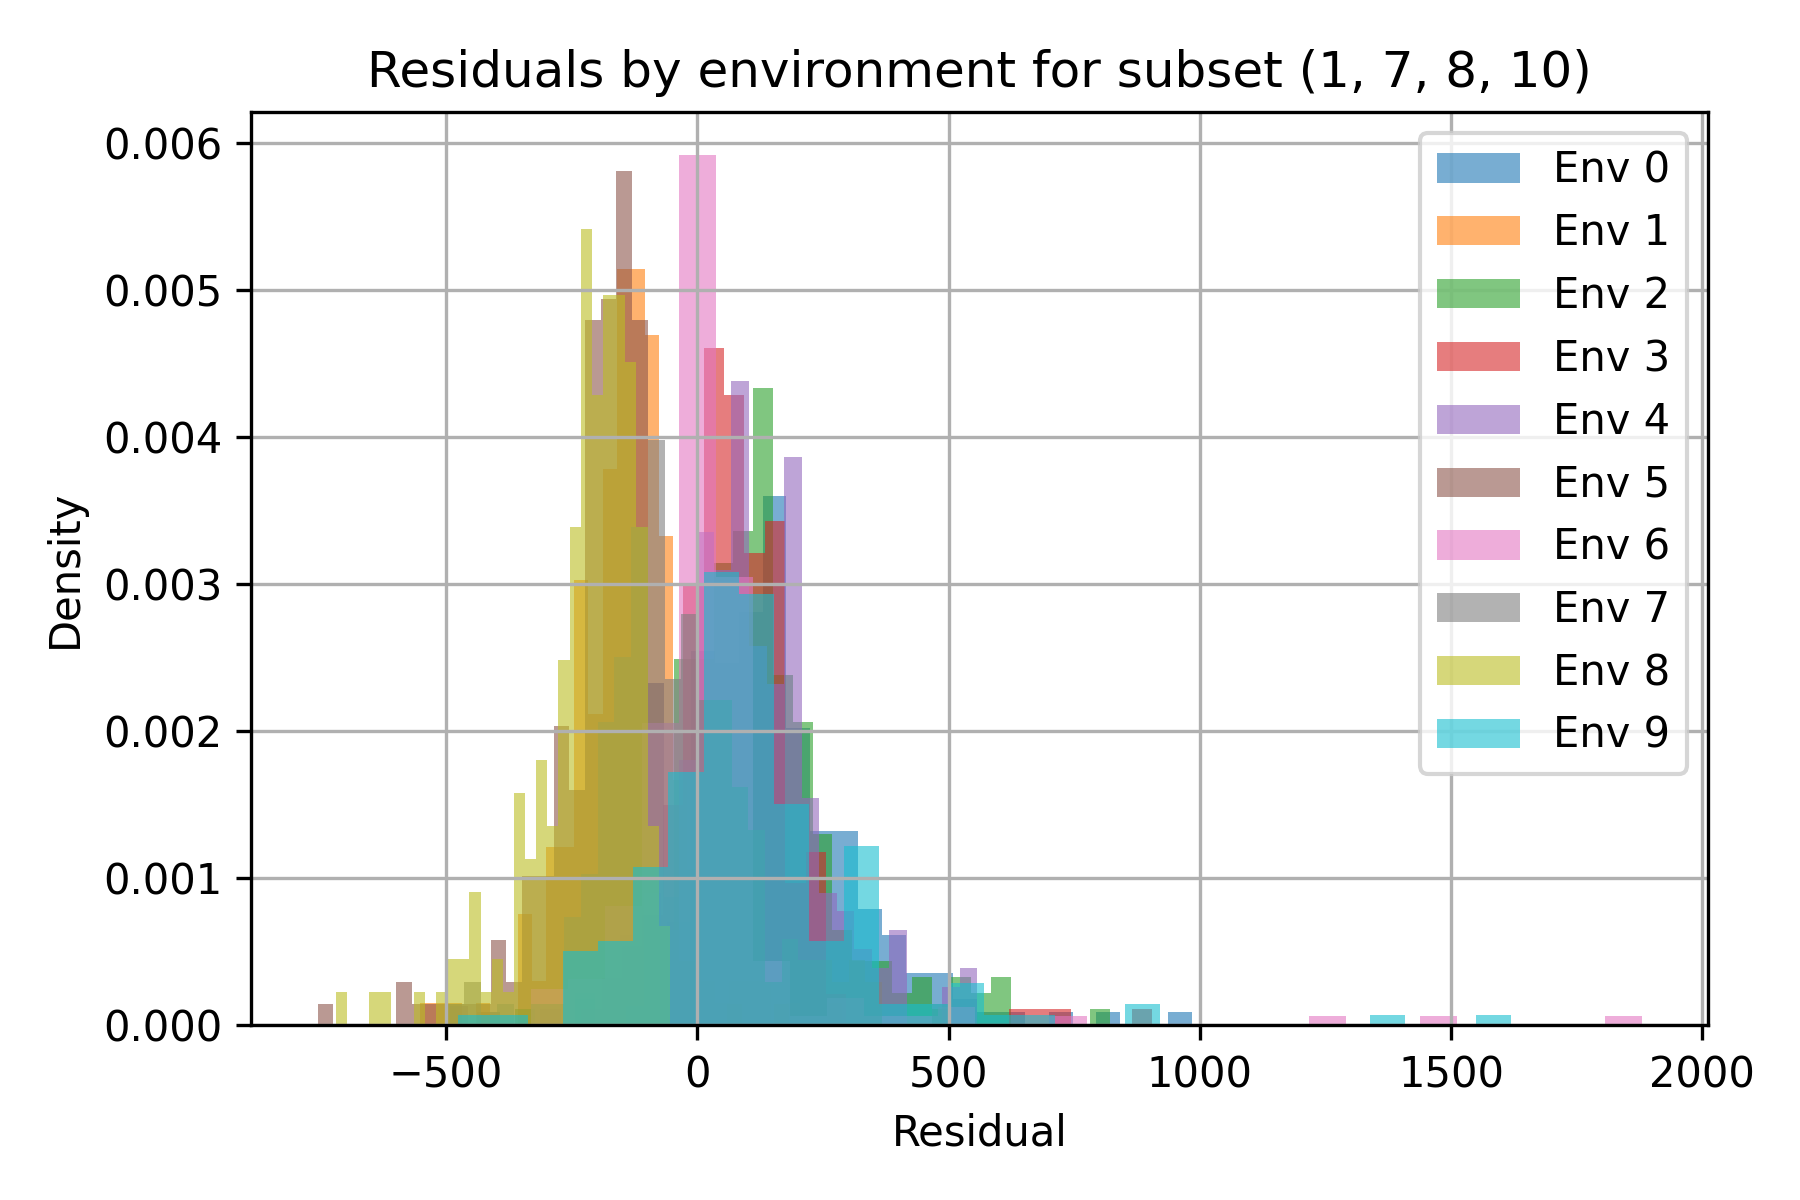 Residuals by environment for subset (1, 7, 8, 10)
0.006
0.005
0.004
0.003
0.002
0.001
0.000
Density
−500
0
500
1000
1500
2000
Residual
Env 0
Env 1
Env 2
Env 3
Env 4
Env 5
Env 6
Env 7
Env 8
Env 9